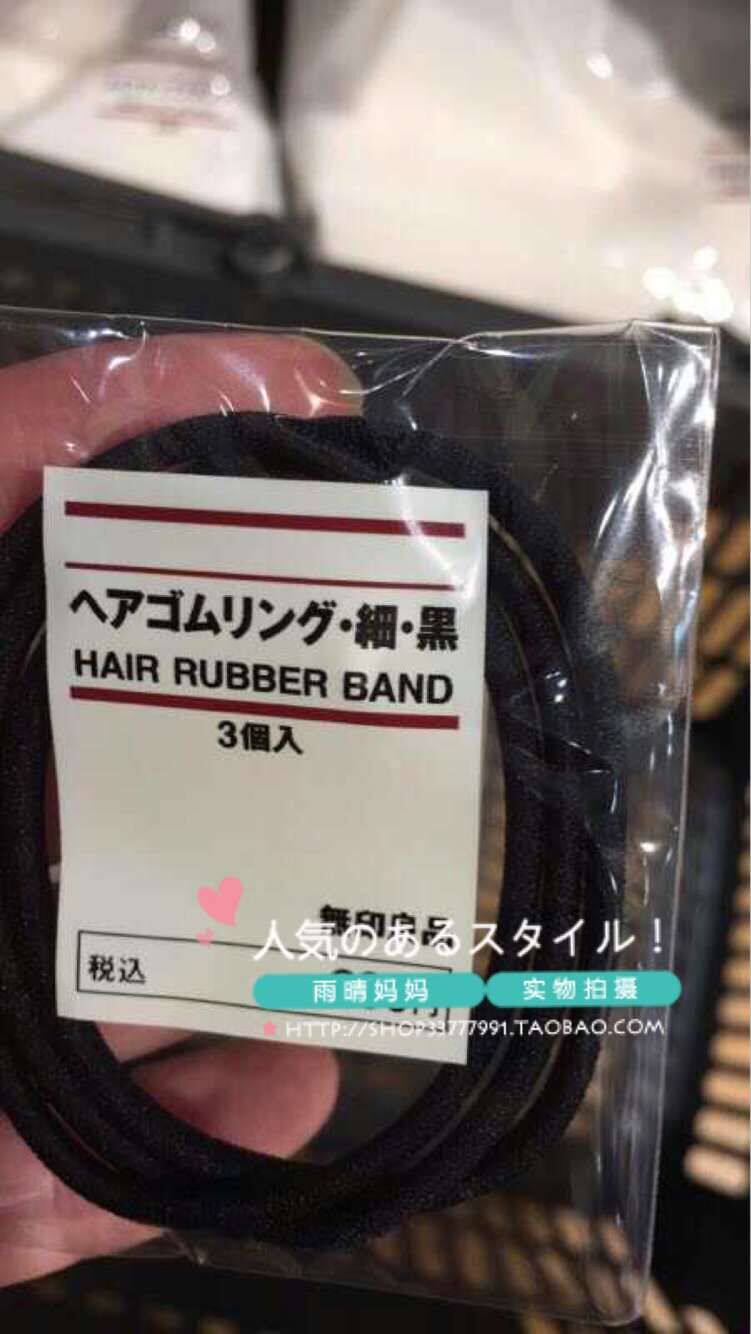 ヘアゴムリング・細・黒
HAIR RUBBER BAND
3個入
無印良品
人気のあるスタイル！
税込
雨晴妈妈
实物拍摄
HTTP://SHOP33777991.TAOBAO.COM